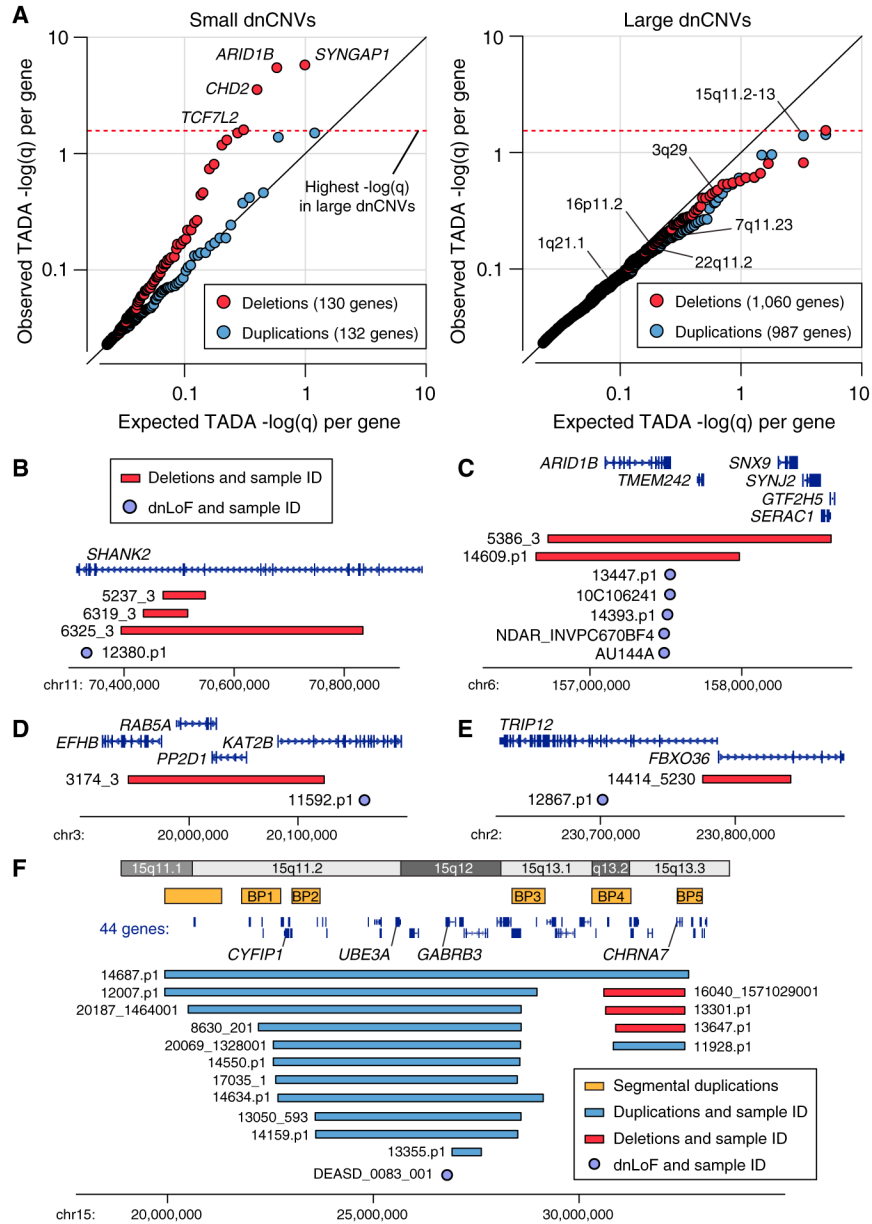 A
Small dnCNVs
Large dnCNVs
Observed TADA -log(q) per gene
10
1
0.1
ARID1B
SYNGAP1
CHD2
TCF7L2
Highest -log(q)
in large dnCNVs
Deletions (130 genes)
Duplications (132 genes)
0.1
1
10
Expected TADA -log(q) per gene
Observed TADA -log(q) per gene
10
1
0.1
15q11.2-13
3q29
16p11.2
7q11.23
1q21.1
22q11.2
Deletions (1,060 genes)
Duplications (987 genes)
0.1
1
10
Expected TADA -log(q) per gene
B
Deletions and sample ID
dnLoF and sample ID
SHANK2
5237_3
6319_3
6325_3
12380.p1
chr11: 70,400,000 70,600,000 70,800,000
C
ARID1B
SNX9
TMEM242
SYNJ2
GTF2H5
SERAC1
5386_3
14609.p1
13447.p1
10C106241
14393.p1
NDAR_INVPC670BF4
AU144A
chr6: 157,000,000 158,000,000
D
RAB5A
EFHB
KAT2B
PP2D1
3174_3
11592.p1
chr3: 20,000,000 20,100,000
E
TRIP12
FBXO36
14414_5230
12867.p1
chr2: 230,700,000 230,800,000
F
15q11.1 15q11.2 15q12 15q13.1 q13.2 15q13.3
BP1 BP2 BP3 BP4 BP5
44 genes:
CYFIP1 UBE3A GABRB3 CHRNA7
14687.p1
12007.p1 16040_1571029001
20187_1464001 13301.p1
8630_201 13647.p1
20069_1328001 11928.p1
14550.p1
17035_1
14634.p1
13050_593
14159.p1
13355.p1
DEASD_0083_001
Segmental duplications
Duplications and sample ID
Deletions and sample ID
dnLoF and sample ID
chr15: 20,000,000 25,000,000 30,000,000